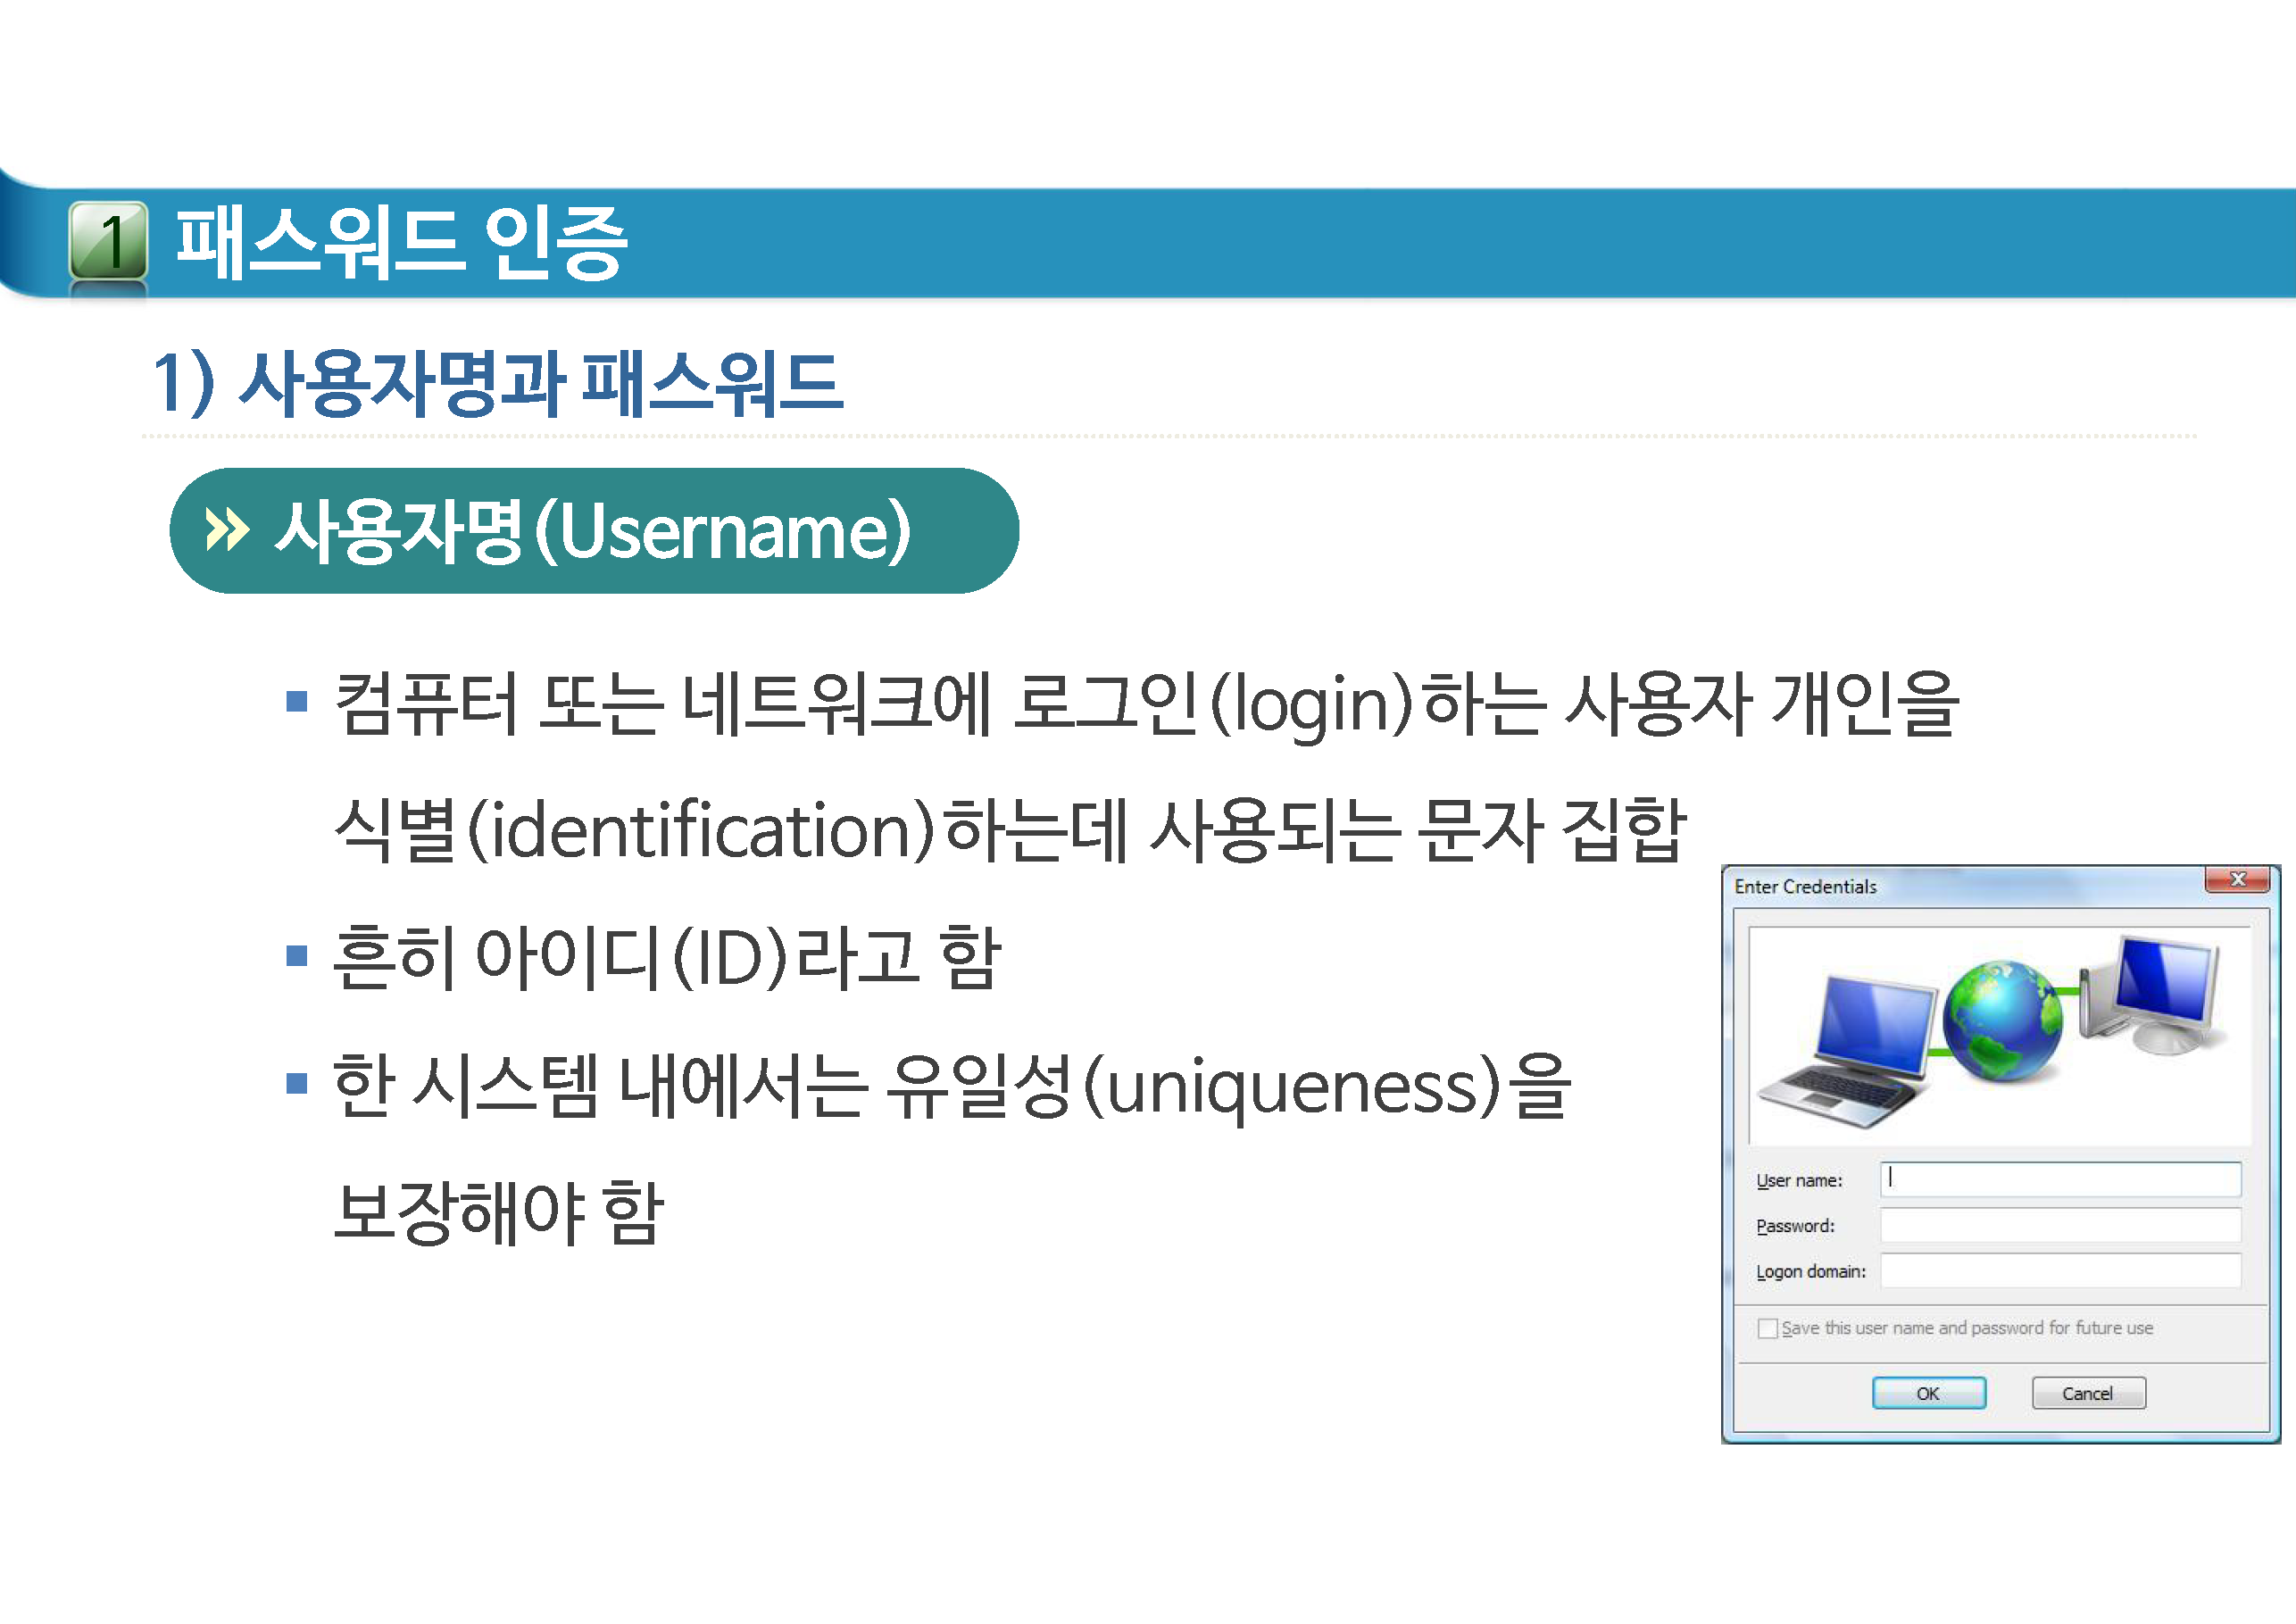 1 패스워드 인증
1) 사용자명과 패스워드
» 사용자명(Username)
▪ 컴퓨터 또는 네트워크에 로그인(login)하는 사용자 개인을
식별(identification)하는데 사용되는 문자 집합
▪ 흔히 아이디(ID)라고 함
▪ 한 시스템 내에서는 유일성(uniqueness)을
보장해야 함
Enter Credentials
User name:
Password:
Logon domain:
Save this user name and password for future use
OK Cancel